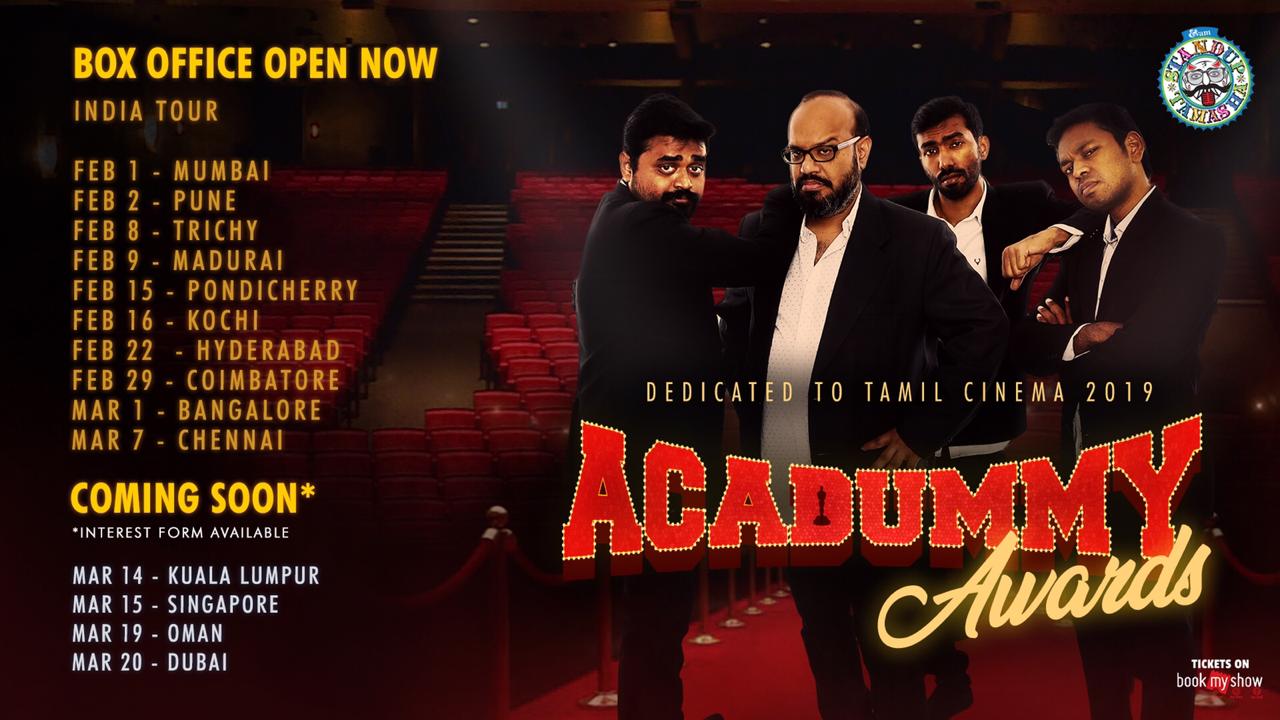 BOX OFFICE OPEN NOW
INDIA TOUR
FEB 1 - MUMBAI
FEB 2 - PUNE
FEB 8 - TRICHY
FEB 9 - MADURAI
FEB 15 - PONDICHERRY
FEB 16 - KOCHI
FEB 22 - HYDERABAD
FEB 29 - COIMBATORE
MAR 1 - BANGALORE
MAR 7 - CHENNAI
COMING SOON*
*INTEREST FORM AVAILABLE
MAR 14 - KUALA LUMPUR
MAR 15 - SINGAPORE
MAR 19 - OMAN
MAR 20 - DUBAI
Evam
STANDUP
TAMASHA
DEDICATED TO TAMIL CINEMA 2019
ACADUMMY
Awards
TICKETS ON
book my show